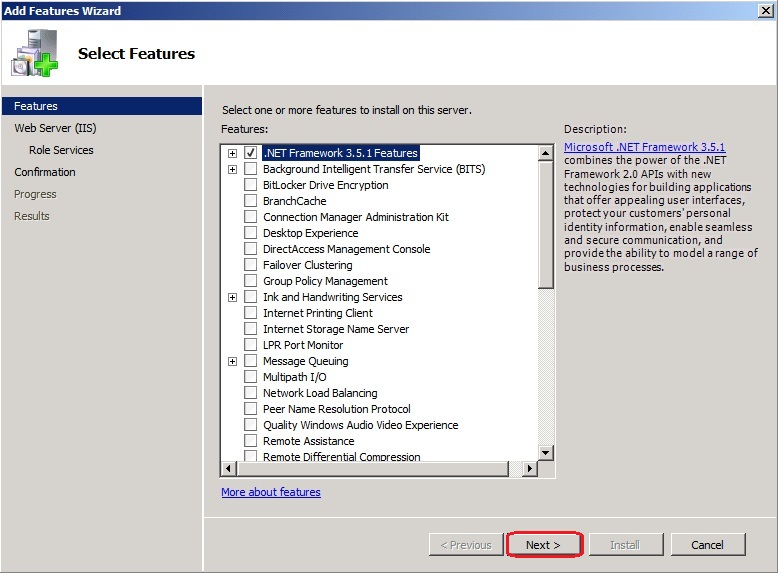 Add Features Wizard
Select Features
Features
Web Server (IIS)
Role Services
Confirmation
Progress
Results
Select one or more features to install on this server.
Features:
.NET Framework 3.5.1 Features
Background Intelligent Transfer Service (BITS)
BitLocker Drive Encryption
BranchCache
Connection Manager Administration Kit
Desktop Experience
DirectAccess Management Console
Failover Clustering
Group Policy Management
Ink and Handwriting Services
Internet Printing Client
Internet Storage Name Server
LPR Port Monitor
Message Queuing
Multipath I/O
Network Load Balancing
Peer Name Resolution Protocol
Quality Windows Audio Video Experience
Remote Assistance
Remote Differential Compression
More about features
Description:
Microsoft .NET Framework 3.5.1
combines the power of the .NET
Framework 2.0 APIs with new
technologies for building applications
that offer appealing user interfaces,
protect your customers' personal
identity information, enable seamless
and secure communication, and
provide the ability to model a range of
business processes.
< Previous
Next >
Install
Cancel